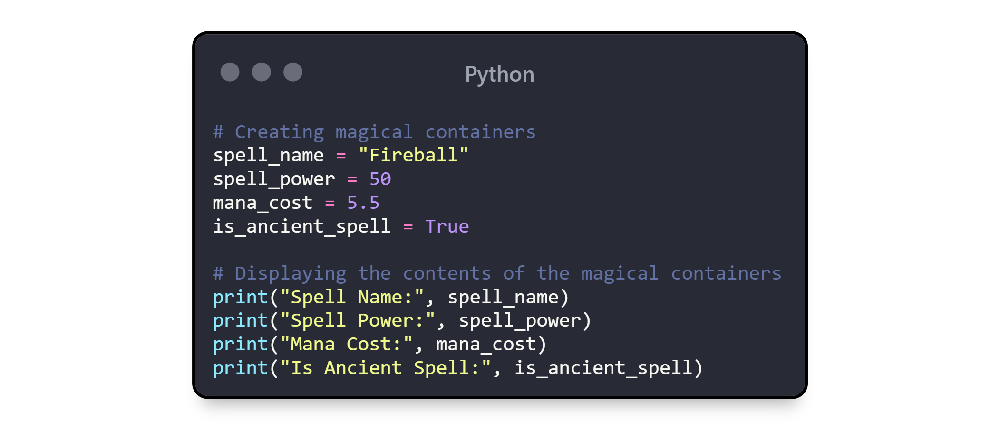 Python
# Creating magical containers
spell_name = "Fireball"
spell_power = 50
mana_cost = 5.5
is_ancient_spell = True
# Displaying the contents of the magical containers
print("Spell Name:", spell_name)
print("Spell Power:", spell_power)
print("Mana Cost:", mana_cost)
print("Is Ancient Spell:", is_ancient_spell)